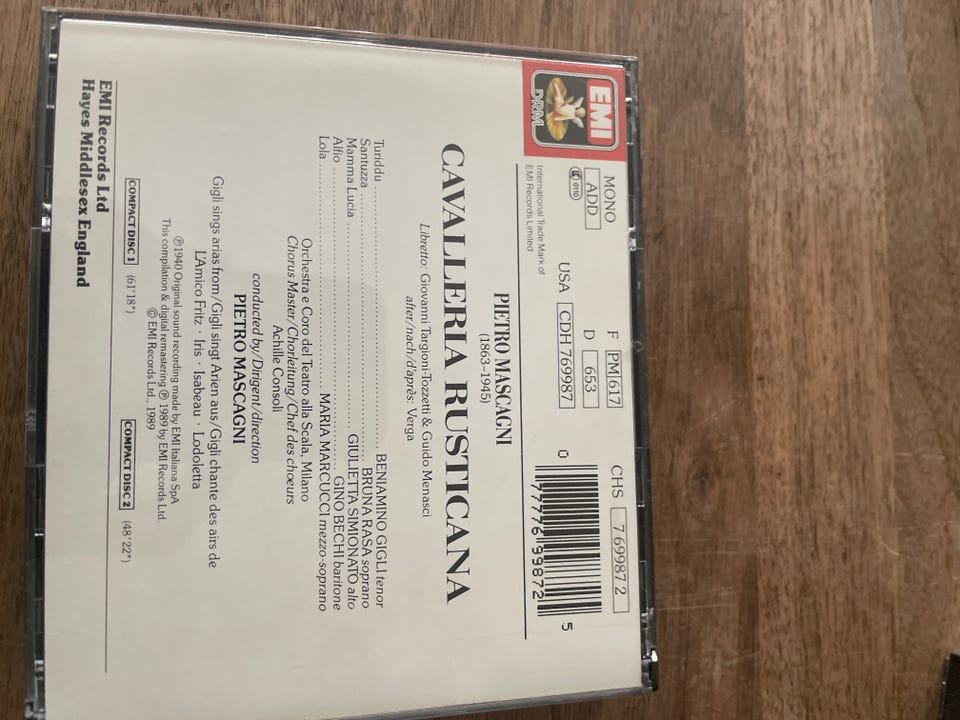 EMI
DRM
MONO
ADD
F PM 617
D 653
CHS 7 69987 2
USA CDH 769987
0 77776 99872 5
International Trade Mark of
EMI Records Limited
PIETRO MASCAGNI
(1863–1945)
CAVALLERIA RUSTICANA
Libretto: Giovanni Targioni-Tozzetti & Guido Menasci
after/nach/d'après: Verga
Turiddu BENIAMINO GIGLI tenor
Santuzza BRUNA RASA soprano
Mamma Lucia GIULIETTA SIMIONATO alto
Alfio GINO BECHI baritone
Lola MARIA MARCUCCI mezzo-soprano
Orchestra e Coro del Teatro alla Scala, Milano
Chorus Master/Chorleitung/Chef des chœurs
Achille Consoli
conducted by/Dirigent/direction
PIETRO MASCAGNI
Gigli sings arias from/Gigli singt Arien aus/Gigli chante des airs de
L'Amico Fritz · Iris · Isabeau · Lodoletta
℗ 1940 Original sound recording made by EMI Italiana SpA
This compilation & digital remastering ℗ 1989 by EMI Records Ltd.
© EMI Records Ltd., 1989
COMPACT DISC 1 (61'18")
COMPACT DISC 2 (48'22")
EMI Records Ltd
Hayes Middlesex England